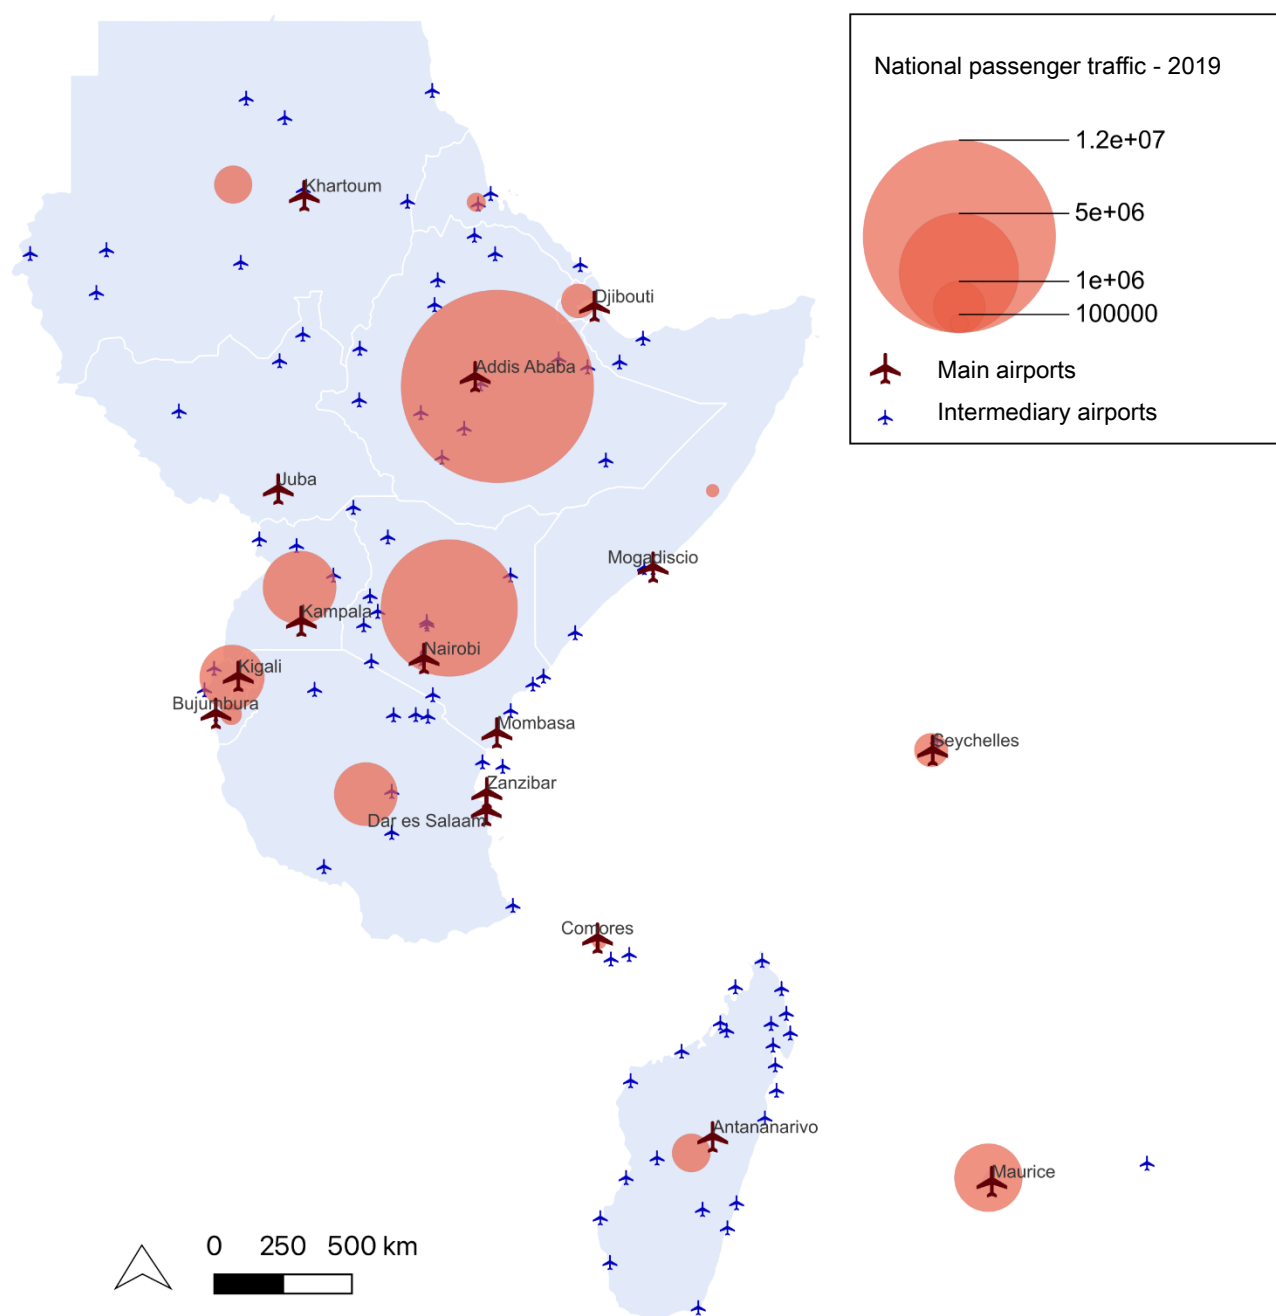 National passenger traffic - 2019
1.2e+07
5e+06
1e+06
100000
Main airports
Intermediary airports
Khartoum
Djibouti
Addis Ababa
Juba
Mogadiscio
Kampala
Nairobi
Kigali
Bujumbura
Mombasa
Seychelles
Zanzibar
Dar es Salaam
Comores
Antananarivo
Maurice
0 250 500 km